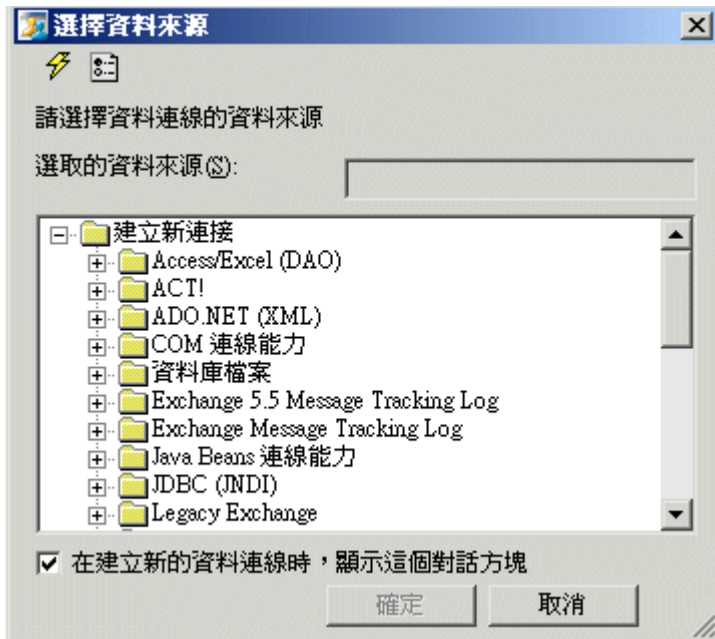 選擇資料來源
請選擇資料連線的資料來源
選取的資料來源(S):
建立新連接
Access/Excel (DAO)
ACT!
ADO.NET (XML)
COM 連線能力
資料庫檔案
Exchange 5.5 Message Tracking Log
Exchange Message Tracking Log
Java Beans 連線能力
JDBC (JNDI)
Legacy Exchange
在建立新的資料連線時，顯示這個對話方塊
確定 取消